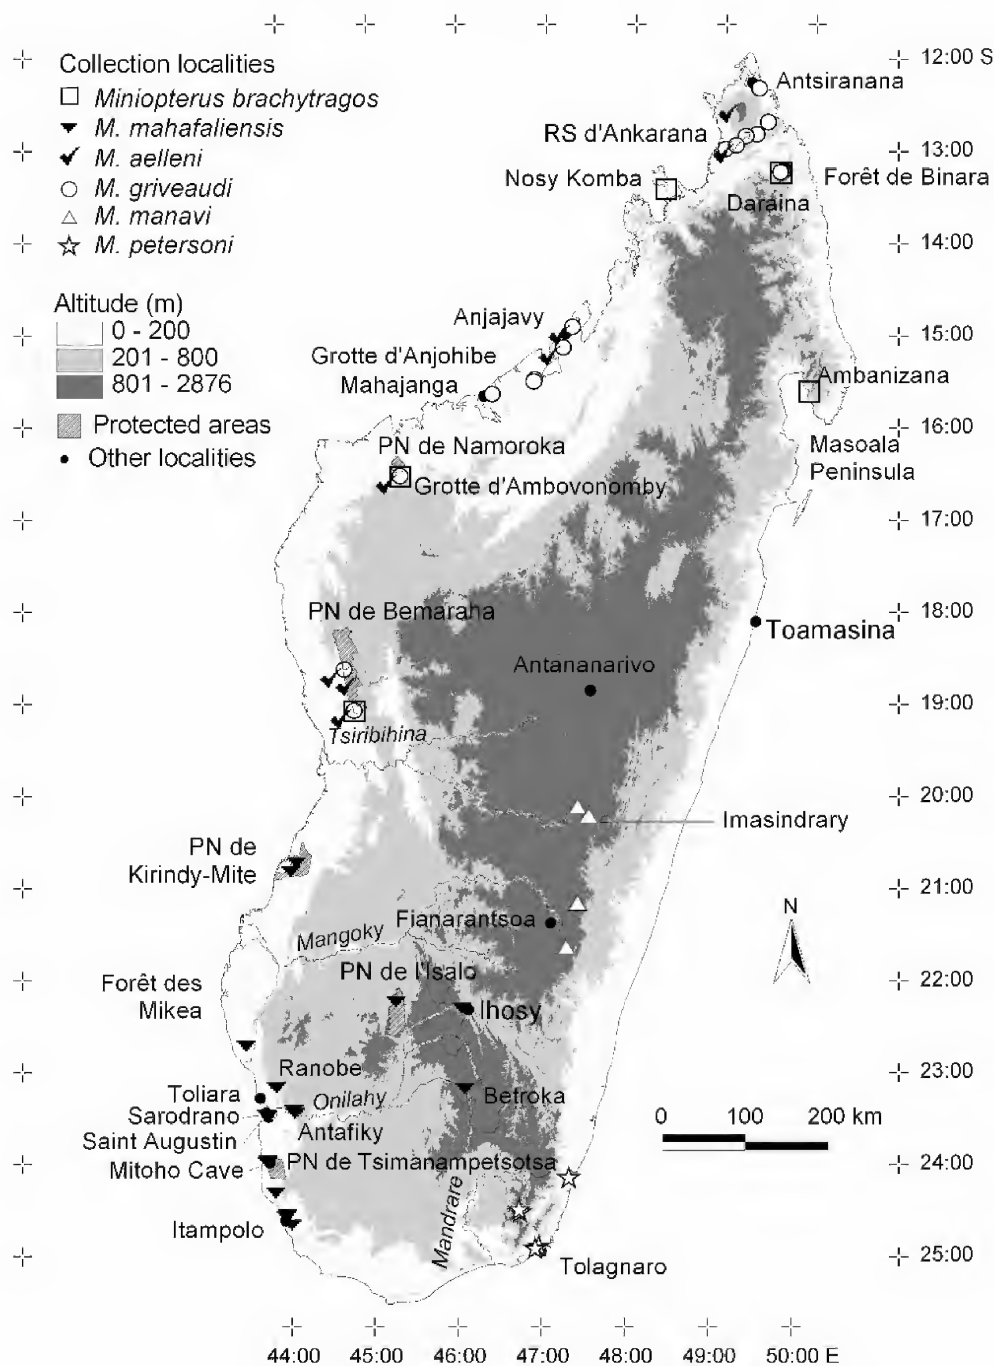 Collection localities
Miniopterus brachytragos
M. mahafaliensis
M. aelleni
M. griveaudi
M. manavi
M. petersoni
Altitude (m)
0 - 200
201 - 800
801 - 2876
Protected areas
Other localities
12:00 S
Antsiranana
RS d'Ankarana
13:00
Nosy Komba
Forêt de Binara
Daraina
14:00
Anjajavy
15:00
Grotte d'Anjohibe
Mahajanga
Ambanizana
16:00
PN de Namoroka
Masoala
Peninsula
Grotte d'Ambovonomby
17:00
PN de Bemaraha
18:00
Toamasina
Antananarivo
19:00
Tsiribihina
20:00
Imasindrary
PN de
Kirindy-Mite
21:00
N
Fianarantsoa
Mangoky
PN de l'Isalo
22:00
Forêt des
Mikea
Ihosy
Ranobe
23:00
Toliara
Onilahy
Betroka
0 100 200 km
Sarodrano
Antafiky
Saint Augustin
Mitoho Cave
PN de Tsimanampetsotsa
24:00
Mandrare
Itampolo
25:00
Tolagnaro
44:00 45:00 46:00 47:00 48:00 49:00 50:00 E